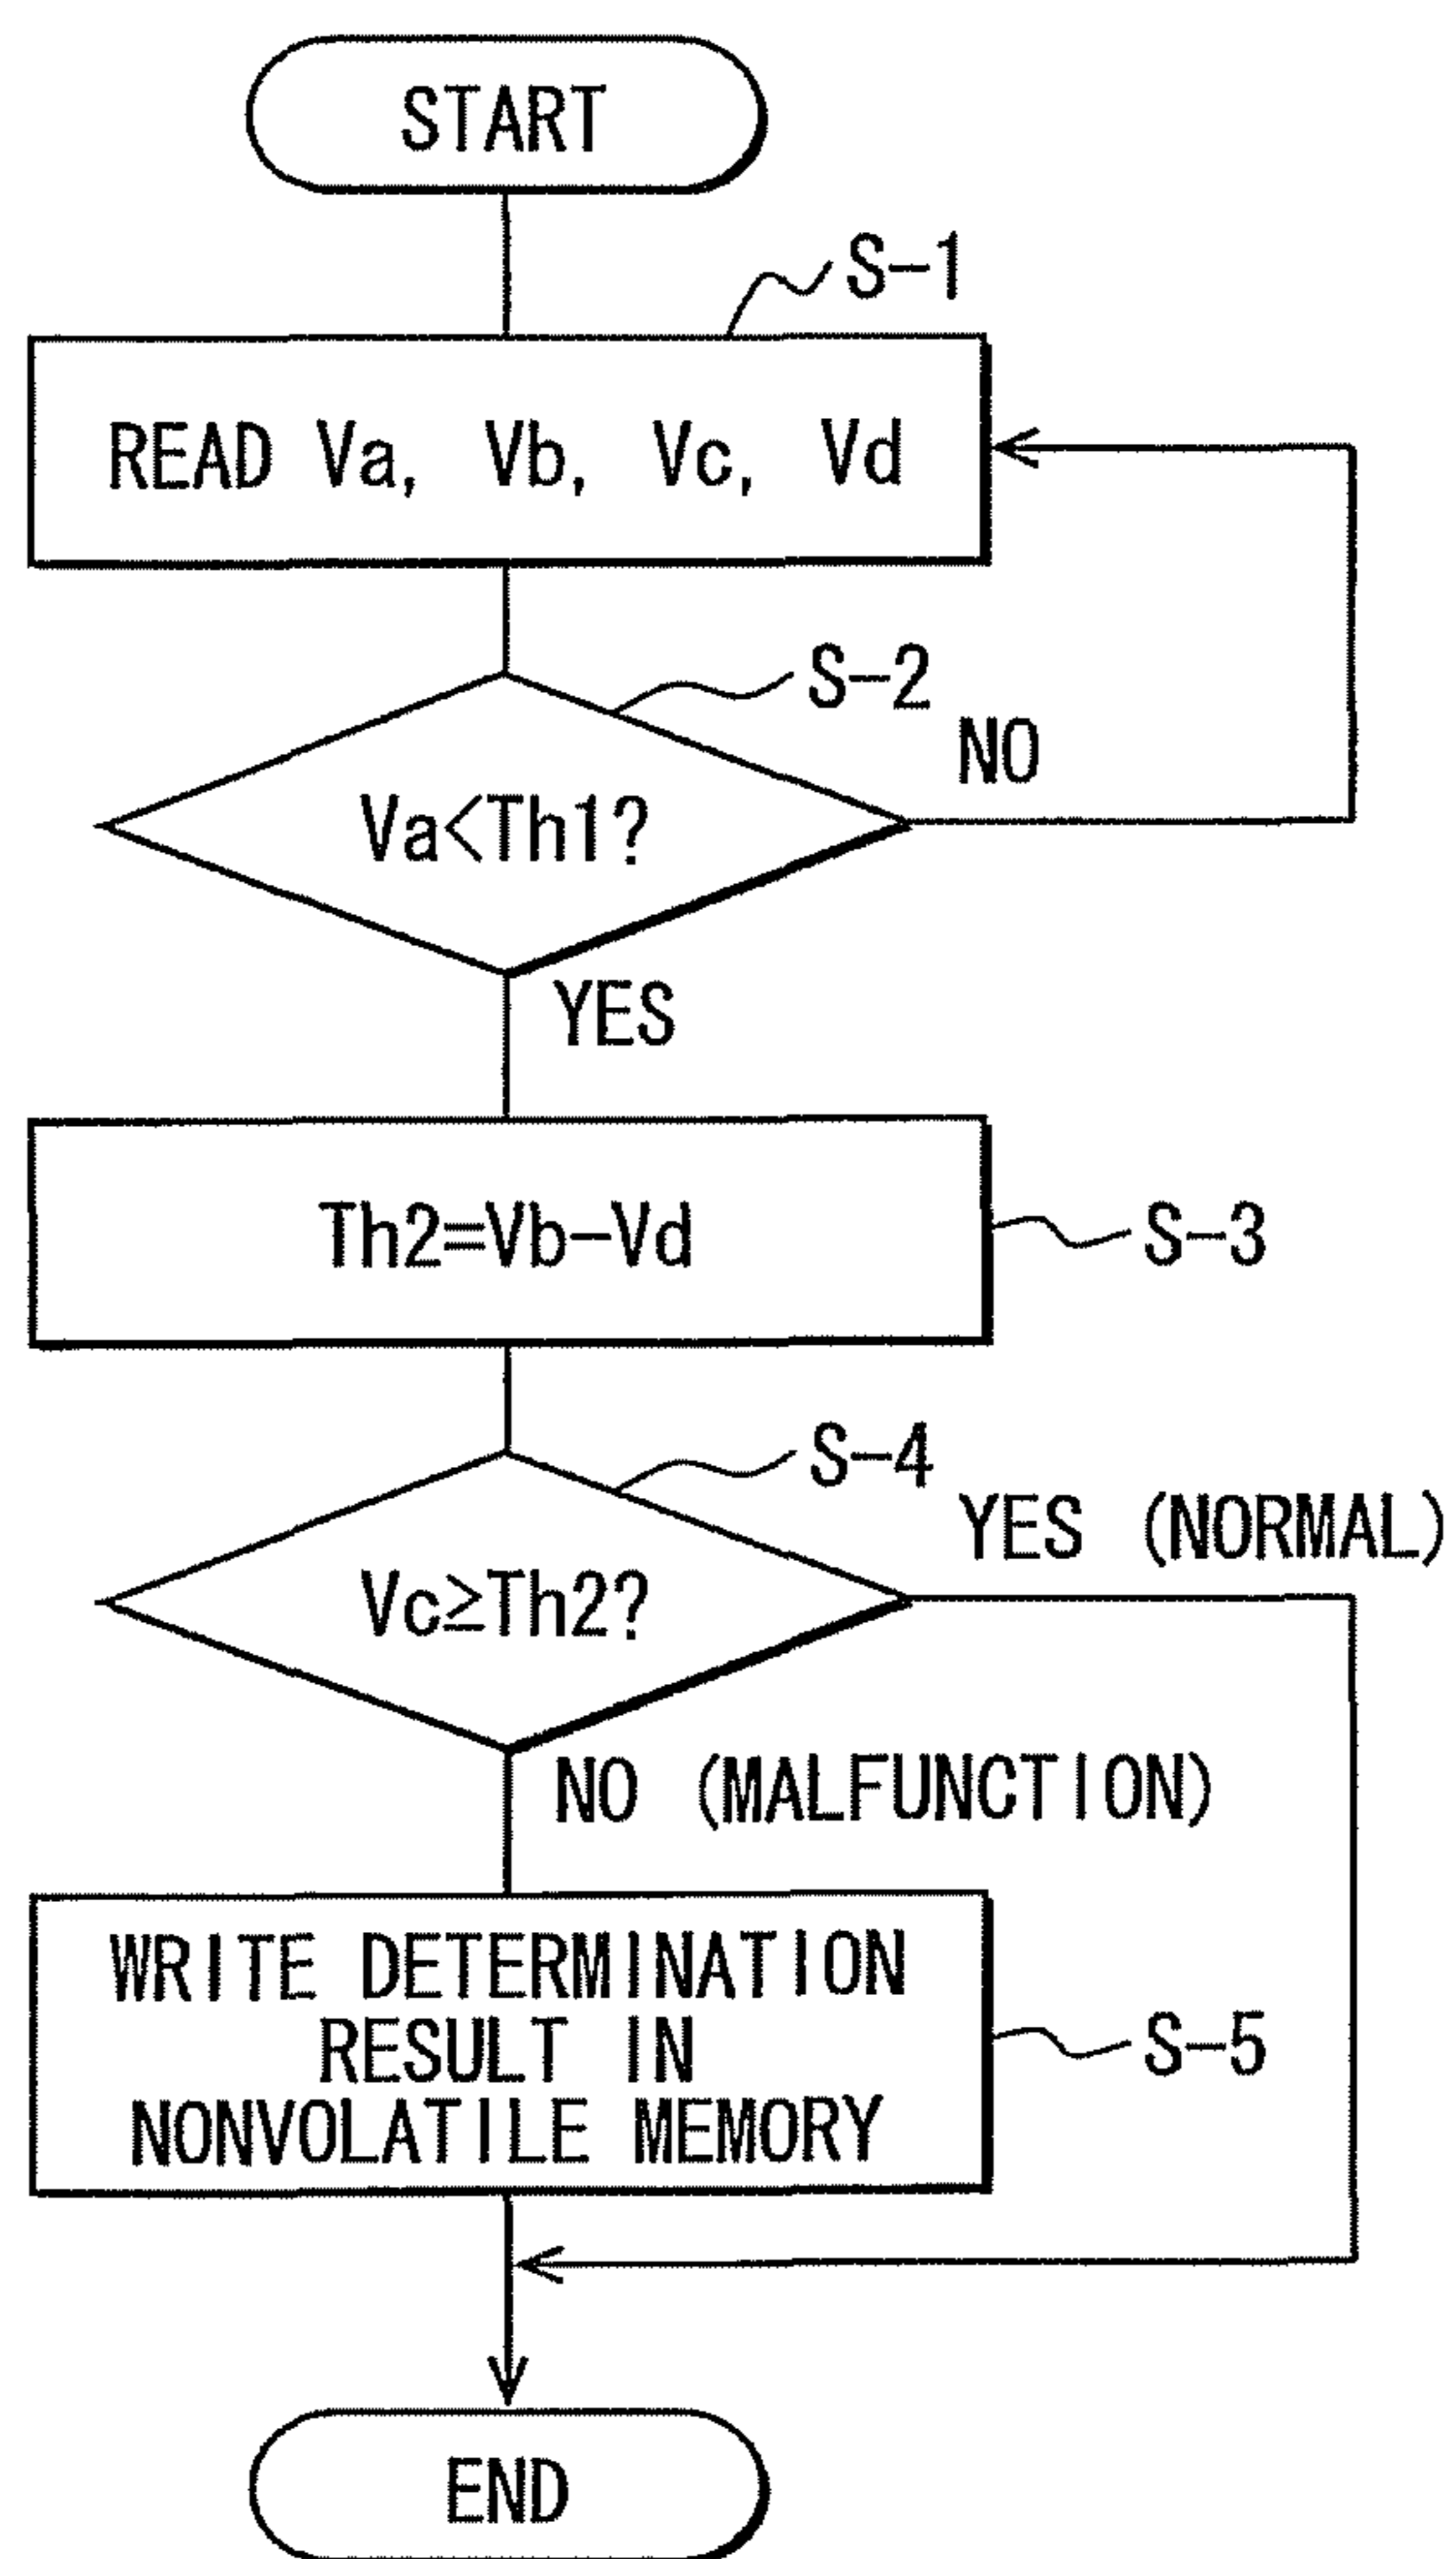 START
S-1
READ Va, Vb, Vc, Vd
S-2
NO
Va<Th1?
YES
Th2=Vb-Vd
S-3
S-4
YES (NORMAL)
Vc≥Th2?
NO (MALFUNCTION)
WRITE DETERMINATION
RESULT IN
NONVOLATILE MEMORY
S-5
END